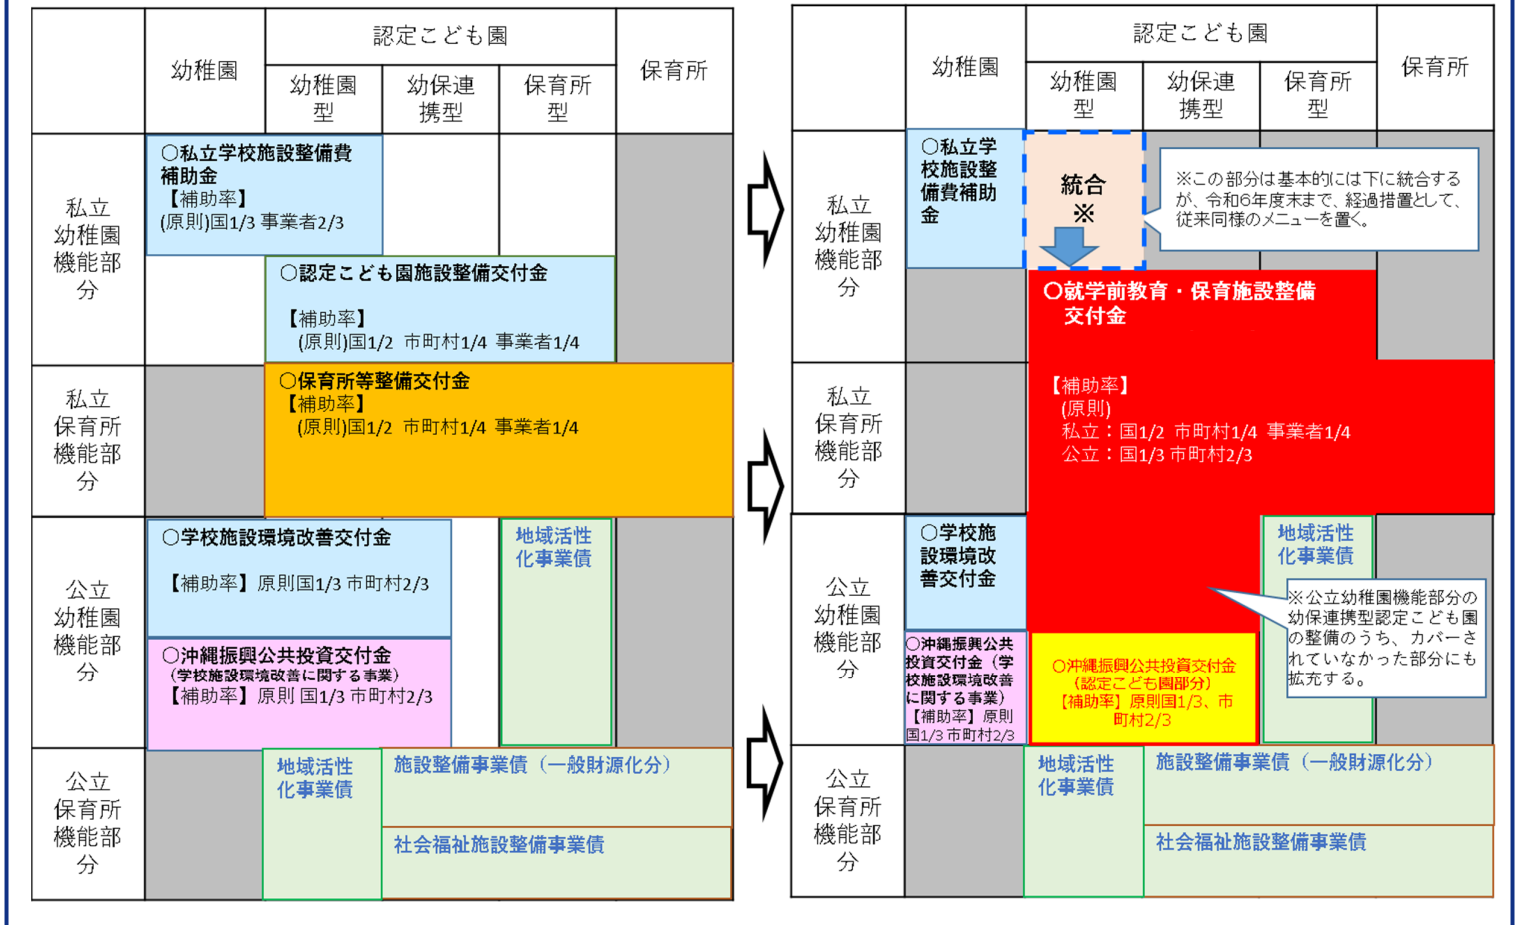 認定こども園
幼稚園
保育所
幼稚園
型
幼保連
携型
保育所
型
私立
幼稚園
機能部
分
○私立学校施設整備費
補助金
【補助率】
(原則)国1/3 事業者2/3
○認定こども園施設整備交付金
【補助率】
(原則)国1/2 市町村1/4 事業者1/4
私立
保育所
機能部
分
○保育所等整備交付金
【補助率】
(原則)国1/2 市町村1/4 事業者1/4
公立
幼稚園
機能部
分
○学校施設環境改善交付金
【補助率】原則国1/3 市町村2/3
○沖縄振興公共投資交付金
(学校施設環境改善に関する事業)
【補助率】原則 国1/3 市町村2/3
地域活性
化事業債
公立
保育所
機能部
分
地域活性
化事業債
施設整備事業債（一般財源化分）
社会福祉施設整備事業債
認定こども園
幼稚園
保育所
幼稚園
型
幼保連
携型
保育所
型
私立
幼稚園
機能部
分
○私立学
校施設整
備費補助
金
統合
※
※この部分は基本的には下に統合する
が、令和6年度末まで、経過措置として、
従来同様のメニューを置く。
○就学前教育・保育施設整備
交付金
私立
保育所
機能部
分
【補助率】
(原則)
私立：国1/2 市町村1/4 事業者1/4
公立：国1/3 市町村2/3
公立
幼稚園
機能部
分
○学校施
設環境改
善交付金
○沖縄振興公共
投資交付金（学
校施設環境改善
に関する事業）
【補助率】原則
国1/3 市町村2/3
○沖縄振興公共投資交付金
（認定こども園部分）
【補助率】原則国1/3、市
町村2/3
地域活性
化事業債
※公立幼稚園機能部分の
幼保連携型認定こども園
の整備のうち、カバーさ
れていなかった部分にも
拡充する。
公立
保育所
機能部
分
地域活性
化事業債
施設整備事業債（一般財源化分）
社会福祉施設整備事業債